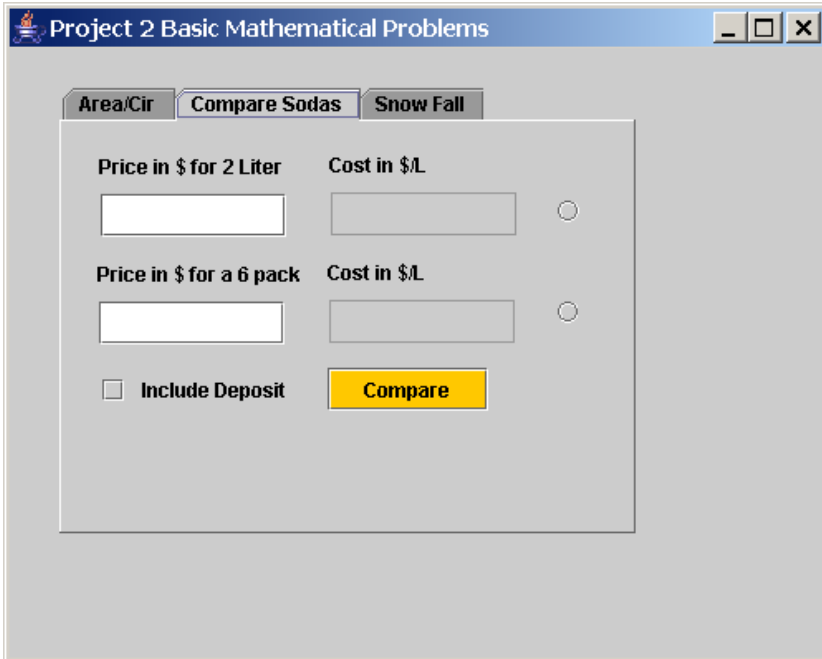 Project 2 Basic Mathematical Problems
Area/Cir Compare Sodas Snow Fall
Price in $ for 2 Liter Cost in $/L
Price in $ for a 6 pack Cost in $/L
Include Deposit Compare